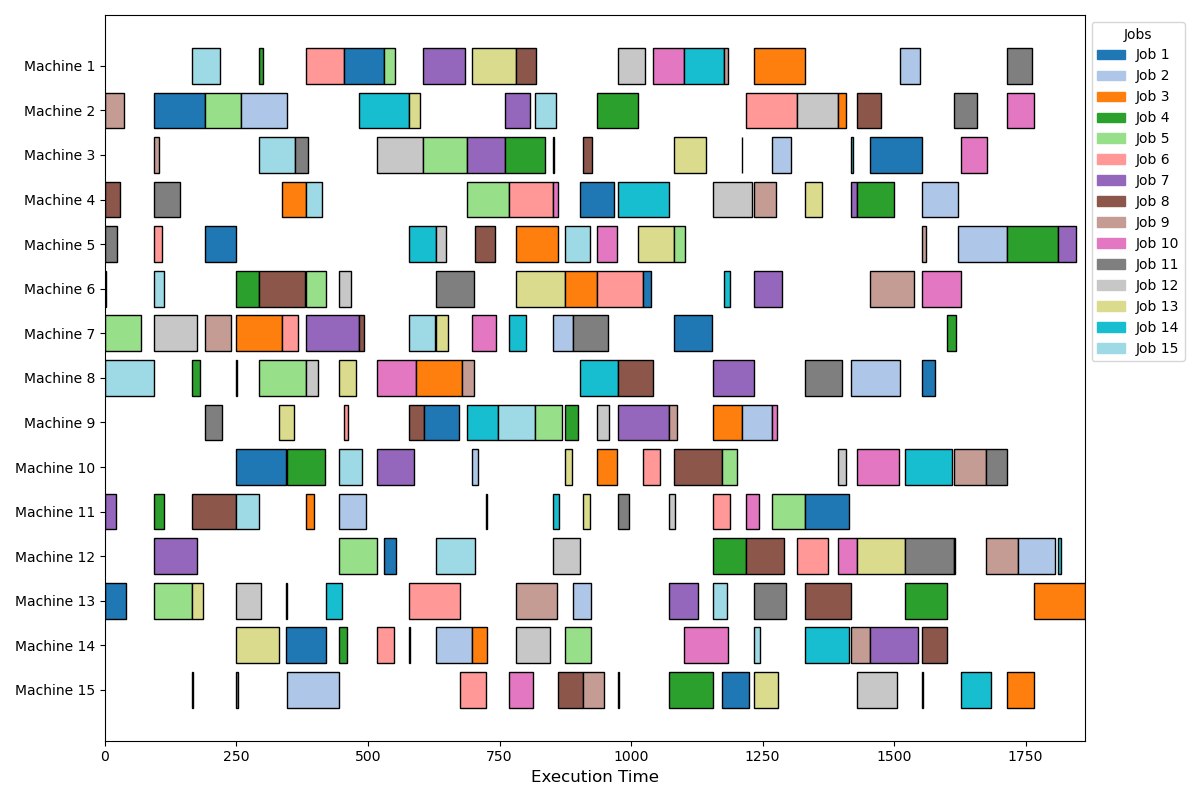 Machine 1
Machine 2
Machine 3
Machine 4
Machine 5
Machine 6
Machine 7
Machine 8
Machine 9
Machine 10
Machine 11
Machine 12
Machine 13
Machine 14
Machine 15
0 250 500 750 1000 1250 1500 1750
Execution Time
Jobs
Job 1
Job 2
Job 3
Job 4
Job 5
Job 6
Job 7
Job 8
Job 9
Job 10
Job 11
Job 12
Job 13
Job 14
Job 15